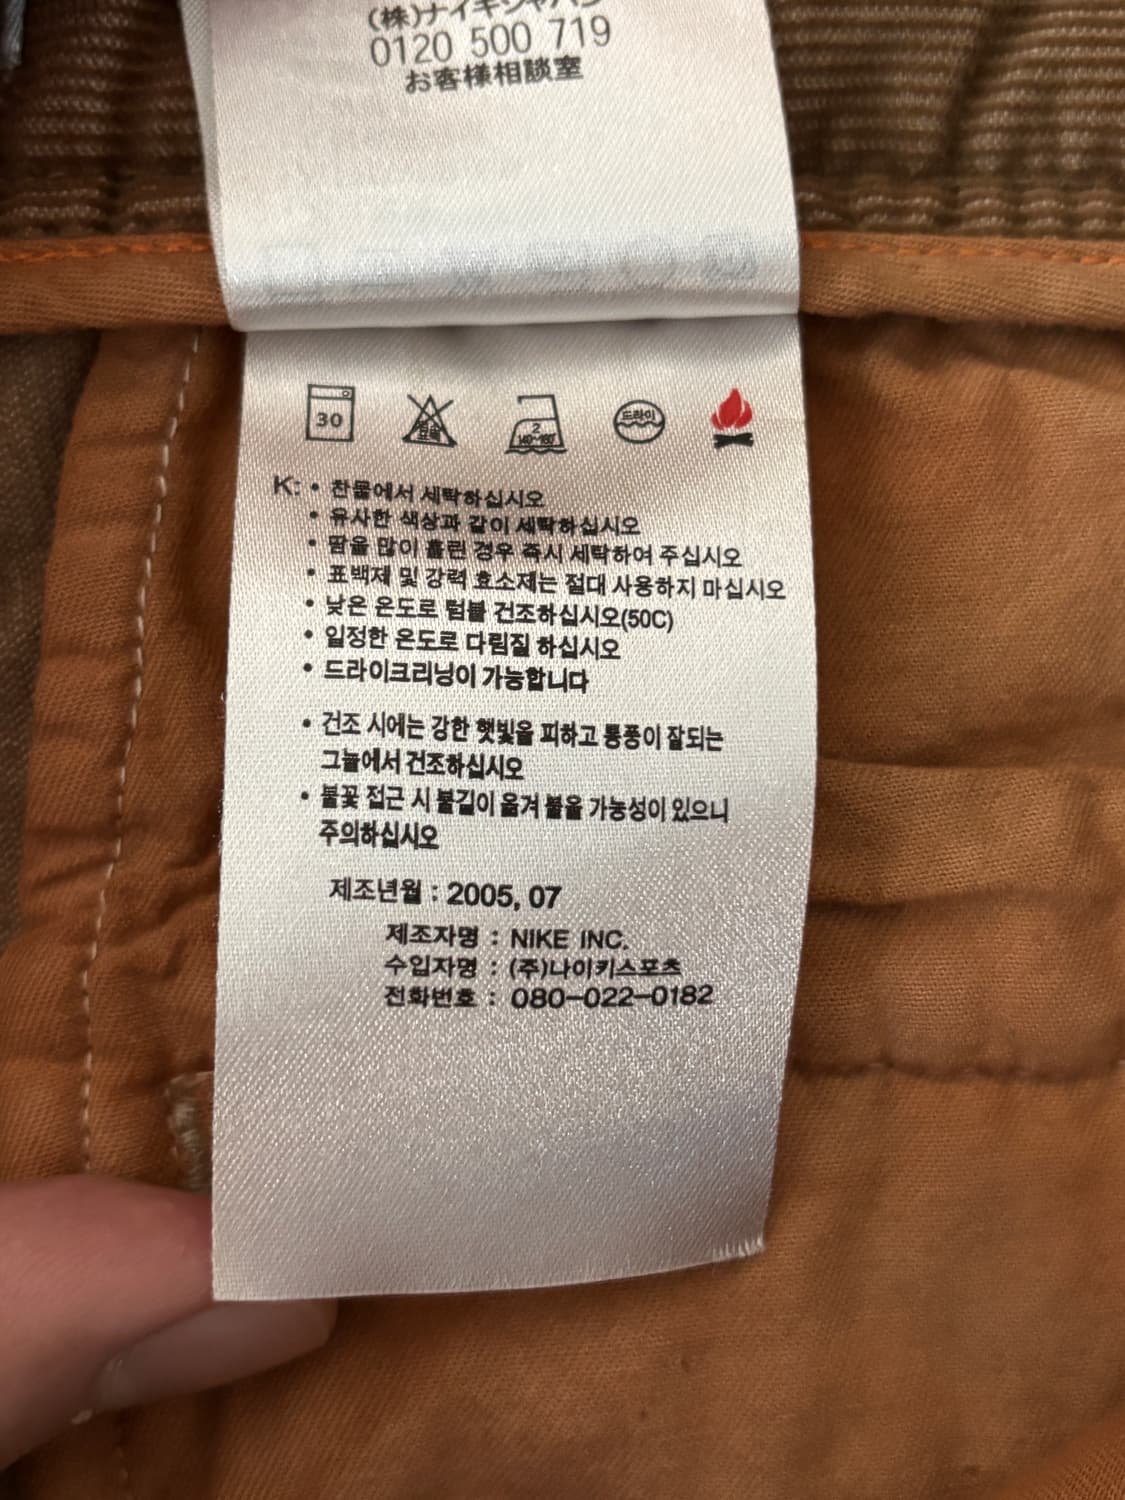 (株)ナイキジャパン
0120 500 719
お客様相談室
30
염소
표백
2
140~160°
드라이
K: • 찬물에서 세탁하십시오
• 유사한 색상과 같이 세탁하십시오
• 땀을 많이 흘린 경우 즉시 세탁하여 주십시오
• 표백제 및 강력 효소제는 절대 사용하지 마십시오
• 낮은 온도로 텀블 건조하십시오(50C)
• 일정한 온도로 다림질 하십시오
• 드라이크리닝이 가능합니다
• 건조 시에는 강한 햇빛을 피하고 통풍이 잘되는
그늘에서 건조하십시오
• 불꽃 접근 시 불길이 옮겨 붙을 가능성이 있으니
주의하십시오
제조년월 : 2005, 07
제조자명 : NIKE INC.
수입자명 : (주)나이키스포츠
전화번호 : 080-022-0182